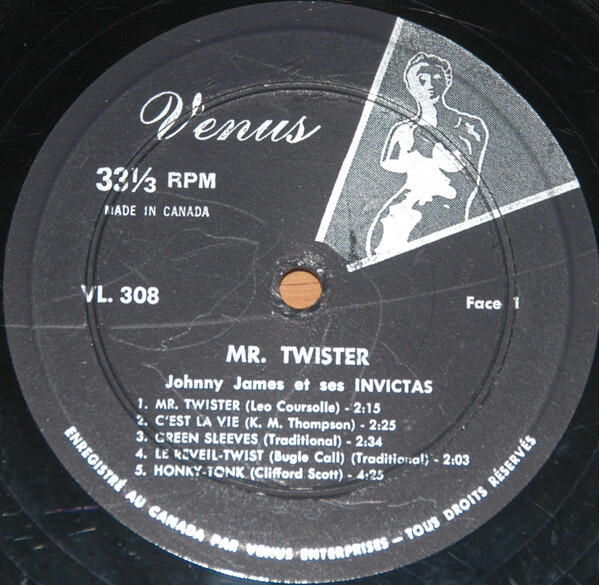 Venus
33⅓ RPM
MADE IN CANADA
VL. 308
Face 1
MR. TWISTER
Johnny James et ses INVICTAS
1. MR. TWISTER (Leo Coursolle) - 2:15
2. C'EST LA VIE (K. M. Thompson) - 2:25
3. GREEN SLEEVES (Traditional) - 2:34
4. LE REVEIL-TWIST (Bugle Call) (Traditional) - 2:03
5. HONKY-TONK (Clifford Scott) - 4:25
ENREGISTRÉ AU CANADA PAR VENUS ENTERPRISES — TOUS DROITS RÉSERVÉS